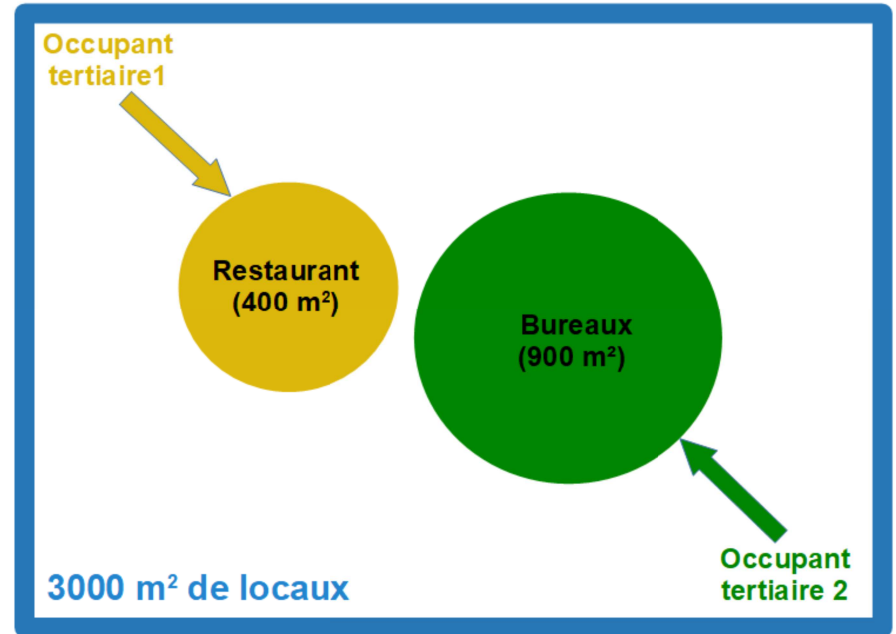 Occupant
tertiaire1
Restaurant
(400 m²)
Bureaux
(900 m²)
Occupant
tertiaire 2
3000 m² de locaux